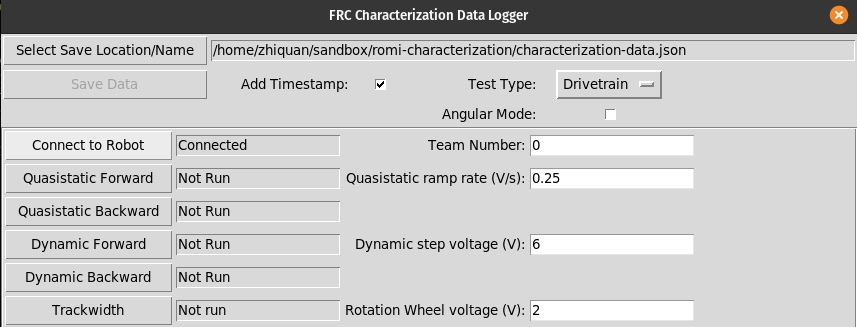 FRC Characterization Data Logger
Select Save Location/Name /home/zhiquan/sandbox/romi-characterization/characterization-data.json
Save Data Add Timestamp: Test Type: Drivetrain
Angular Mode:
Connect to Robot Connected Team Number: 0
Quasistatic Forward Not Run Quasistatic ramp rate (V/s): 0.25
Quasistatic Backward Not Run
Dynamic Forward Not Run Dynamic step voltage (V): 6
Dynamic Backward Not Run
Trackwidth Not run Rotation Wheel voltage (V): 2